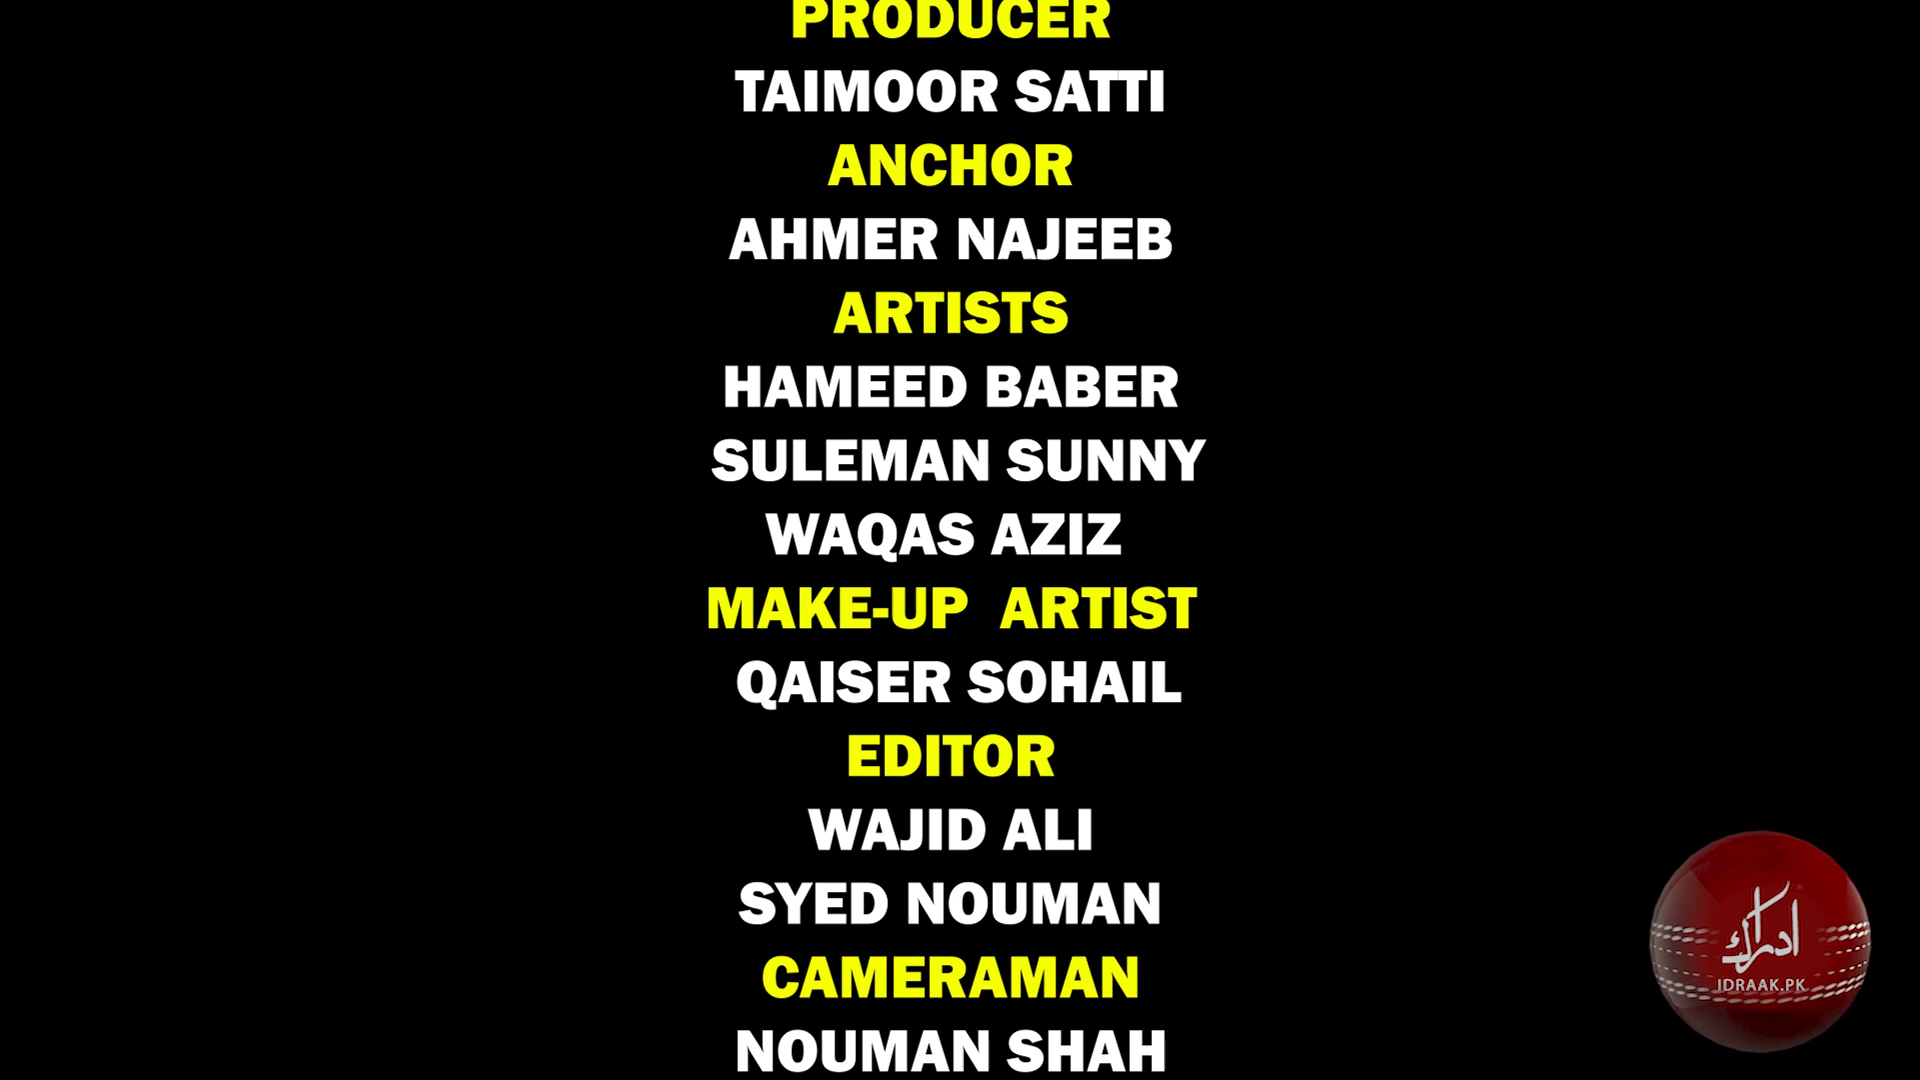 PRODUCER
TAIMOOR SATTI
ANCHOR
AHMER NAJEEB
ARTISTS
HAMEED BABER
SULEMAN SUNNY
WAQAS AZIZ
MAKE-UP  ARTIST
QAISER SOHAIL
EDITOR
WAJID ALI
SYED NOUMAN
CAMERAMAN
NOUMAN SHAH
ادراک
IDRAAK.PK